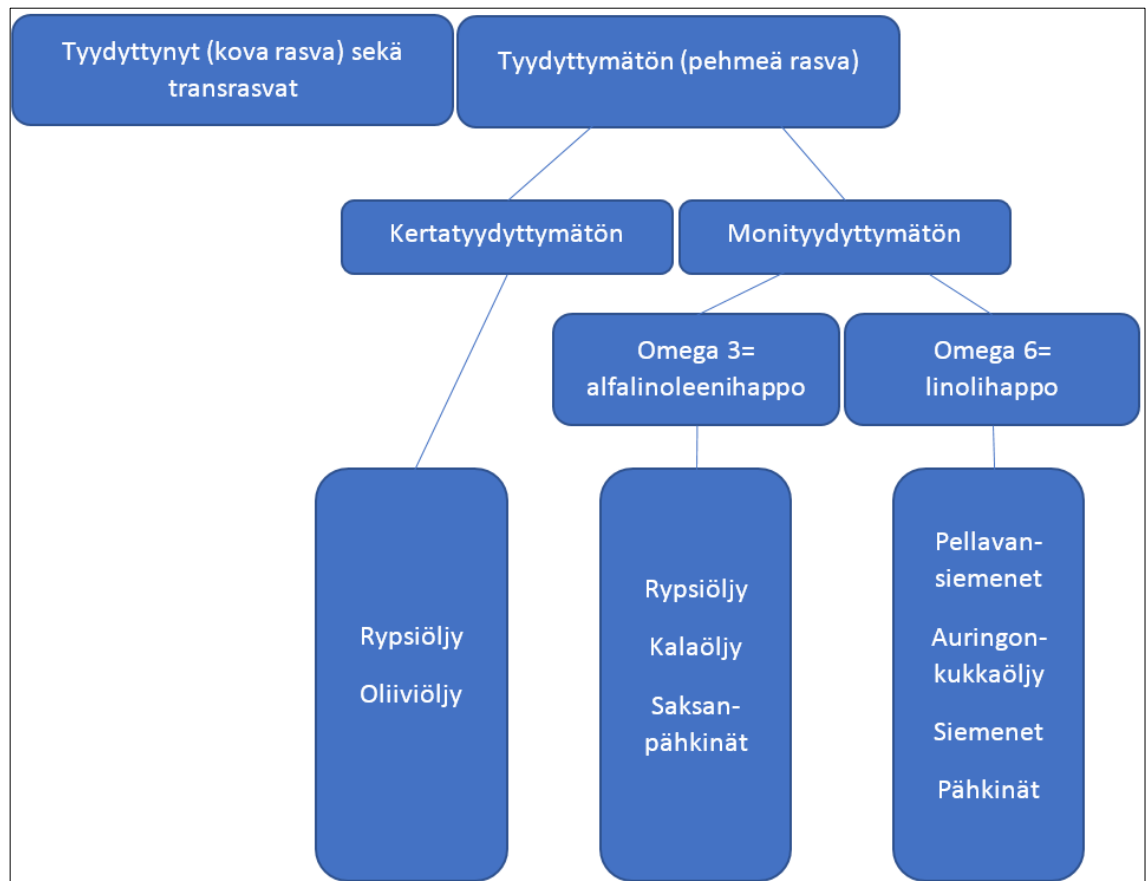 Tyydyttynyt (kova rasva) sekä
transrasvat
Tyydyttymätön (pehmeä rasva)
Kertatyydyttymätön
Monityydyttymätön
Omega 3=
alfalinoleenihappo
Omega 6=
linolihappo
Rypsiöljy
Oliiviöljy
Rypsiöljy
Kalaöljy
Saksan-
pähkinät
Pellavan-
siemenet
Auringon-
kukkaöljy
Siemenet
Pähkinät